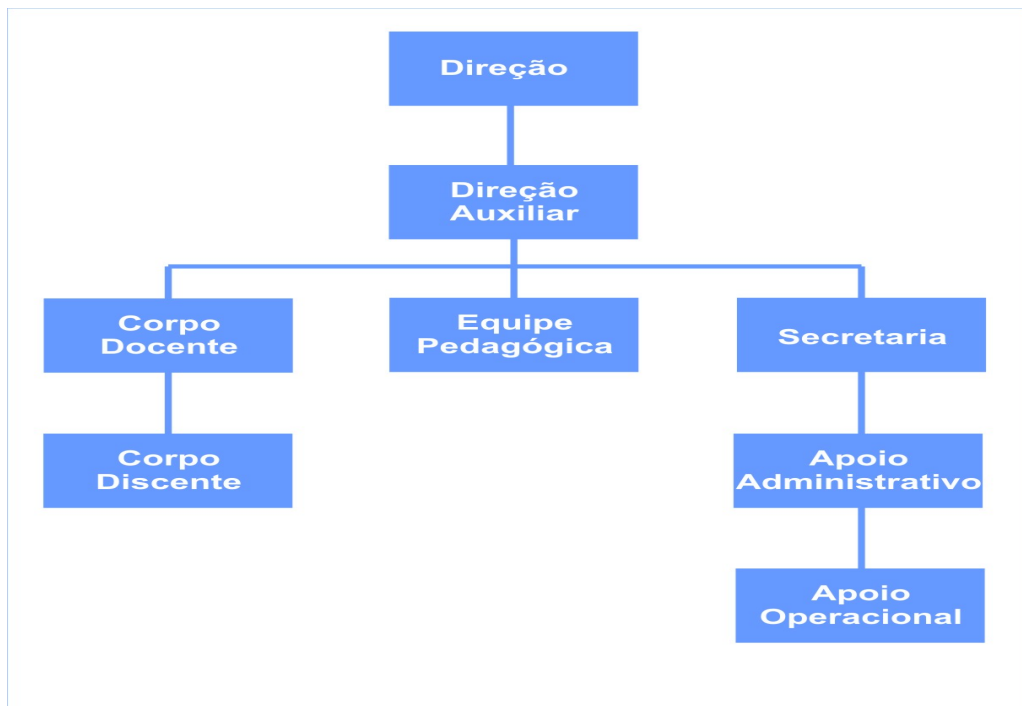 Direção
Direção
Auxiliar
Corpo
Docente
Equipe
Pedagógica
Secretaria
Corpo
Discente
Apoio
Administrativo
Apoio
Operacional